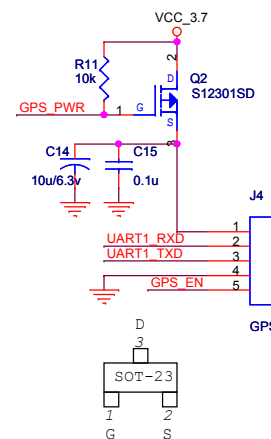 VCC_3.7
R11
10k
2
Q2
D
S12301SD
GPS_PWR
1
G
S
3
C14
C15
10u/6.3v
0.1u
J4
1
UART1_RXD
2
UART1_TXD
3
4
GPS_EN
5
GPS
D
3
SOT-23
1
2
G
S